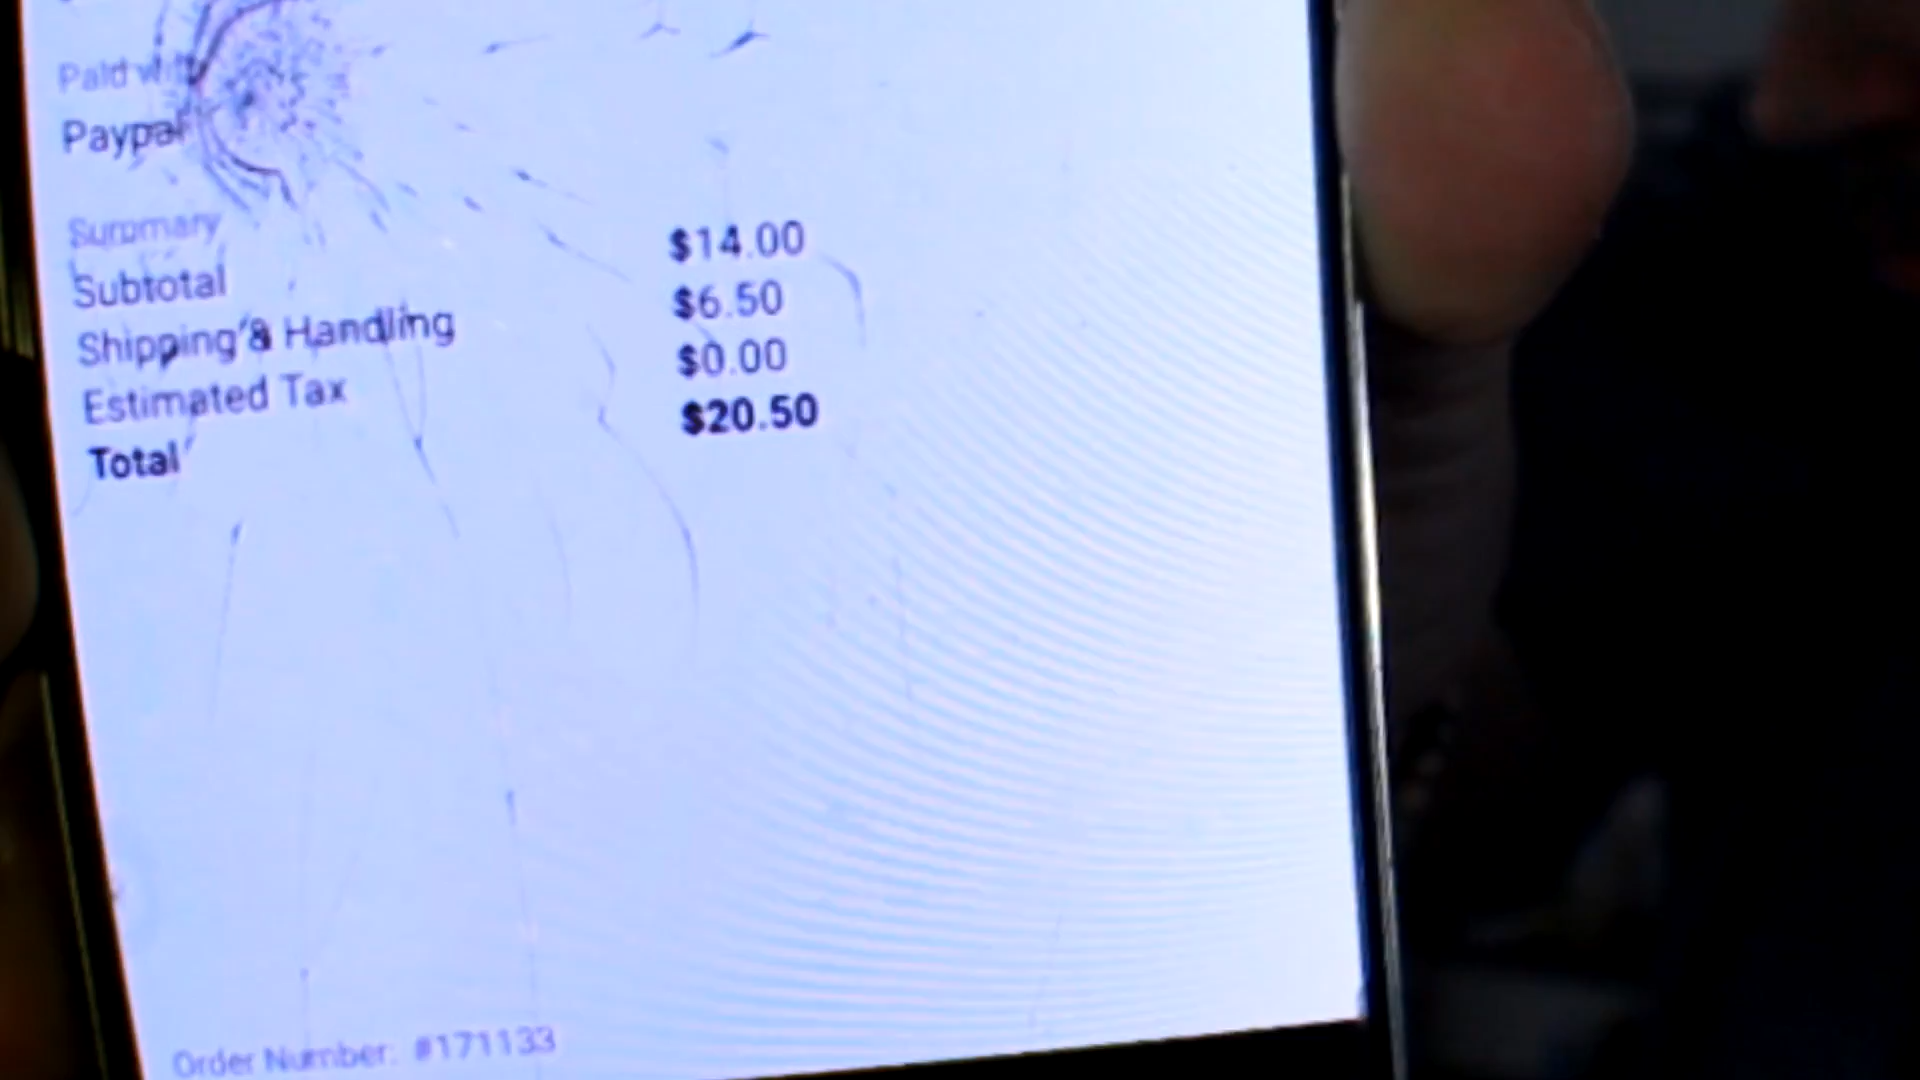 Paid with
Paypal
Summary
Subtotal $14.00
Shipping & Handling $6.50
Estimated Tax $0.00
Total $20.50
Order Number: #171133